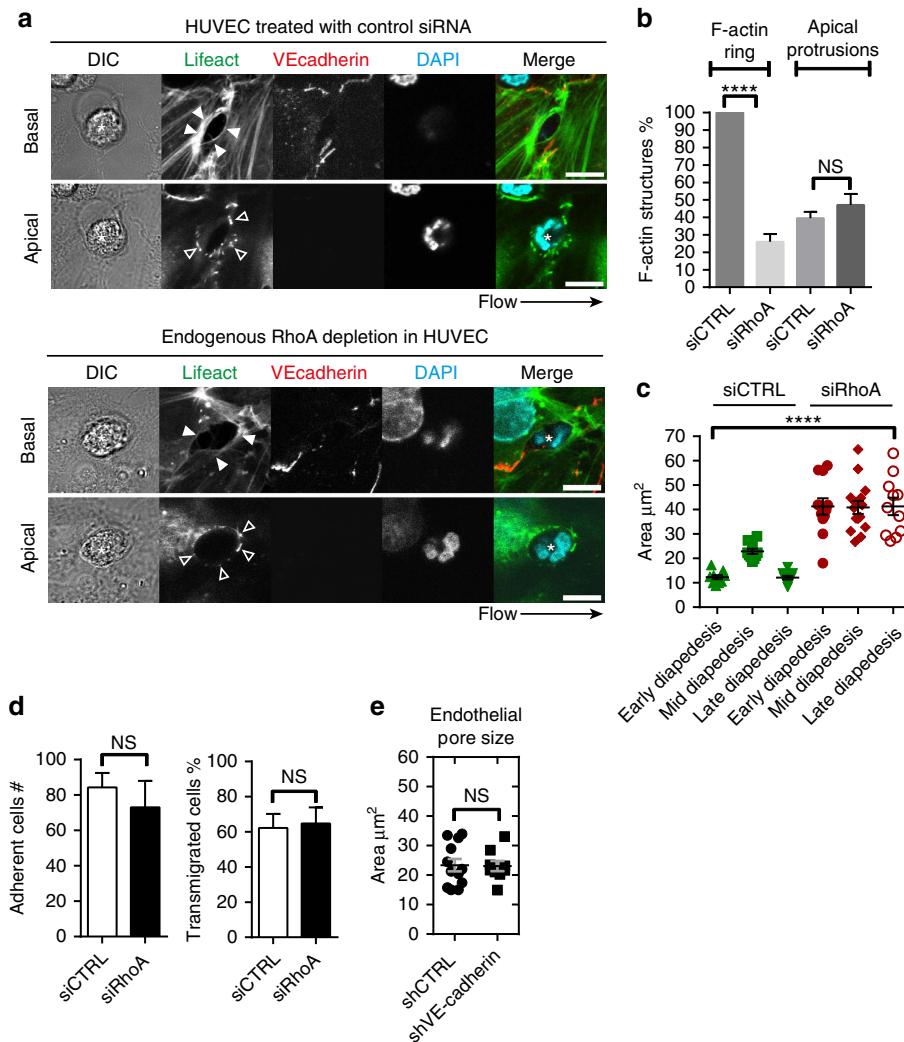 a
HUVEC treated with control siRNA
DIC Lifeact VEcadherin DAPI Merge
Basal
Apical
*
*
Flow
Endogenous RhoA depletion in HUVEC
DIC Lifeact VEcadherin DAPI Merge
Basal
*
Apical
*
*
Flow
b
F-actin ring
Apical protrusions
****
NS
F-actin structures %
100
90
80
70
60
50
40
30
20
10
0
siCTRL siRhoA siCTRL siRhoA
c
siCTRL siRhoA
****
Area µm²
70
60
50
40
30
20
10
0
Early diapedesis
Mid diapedesis
Late diapedesis
Early diapedesis
Mid diapedesis
Late diapedesis
d
NS
Adherent cells #
100
80
60
40
20
0
siCTRL siRhoA
NS
Transmigrated cells %
100
80
60
40
20
0
siCTRL siRhoA
e
Endothelial
pore size
NS
Area µm²
60
50
40
30
20
10
0
shCTRL
shVE-cadherin